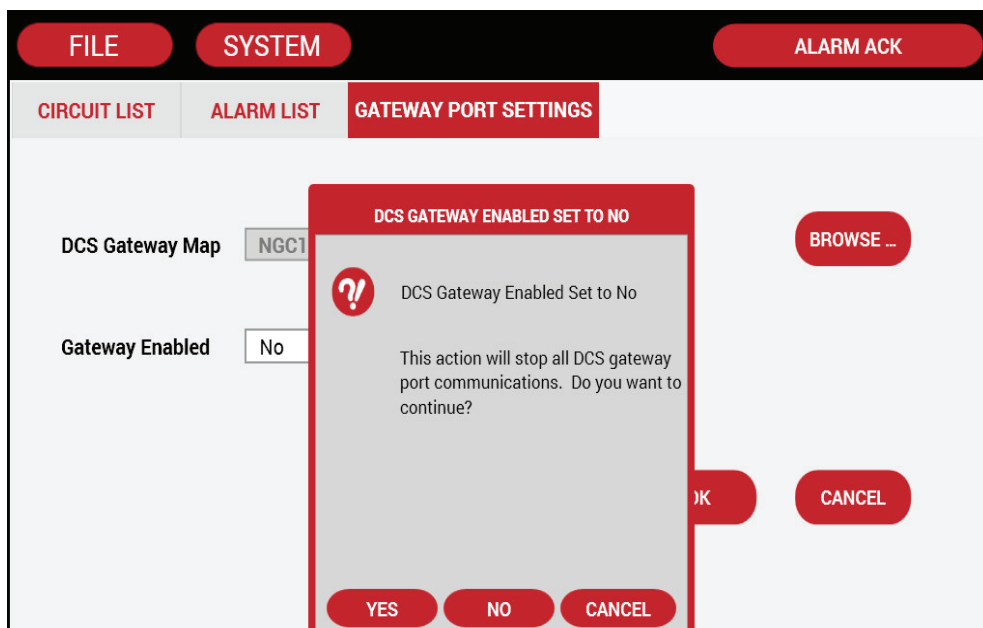 FILE SYSTEM ALARM ACK
CIRCUIT LIST ALARM LIST GATEWAY PORT SETTINGS
DCS GATEWAY ENABLED SET TO NO
DCS Gateway Map NGC1 BROWSE ...
DCS Gateway Enabled Set to No
Gateway Enabled No
This action will stop all DCS gateway
port communications. Do you want to
continue?
CANCEL
YES NO CANCEL